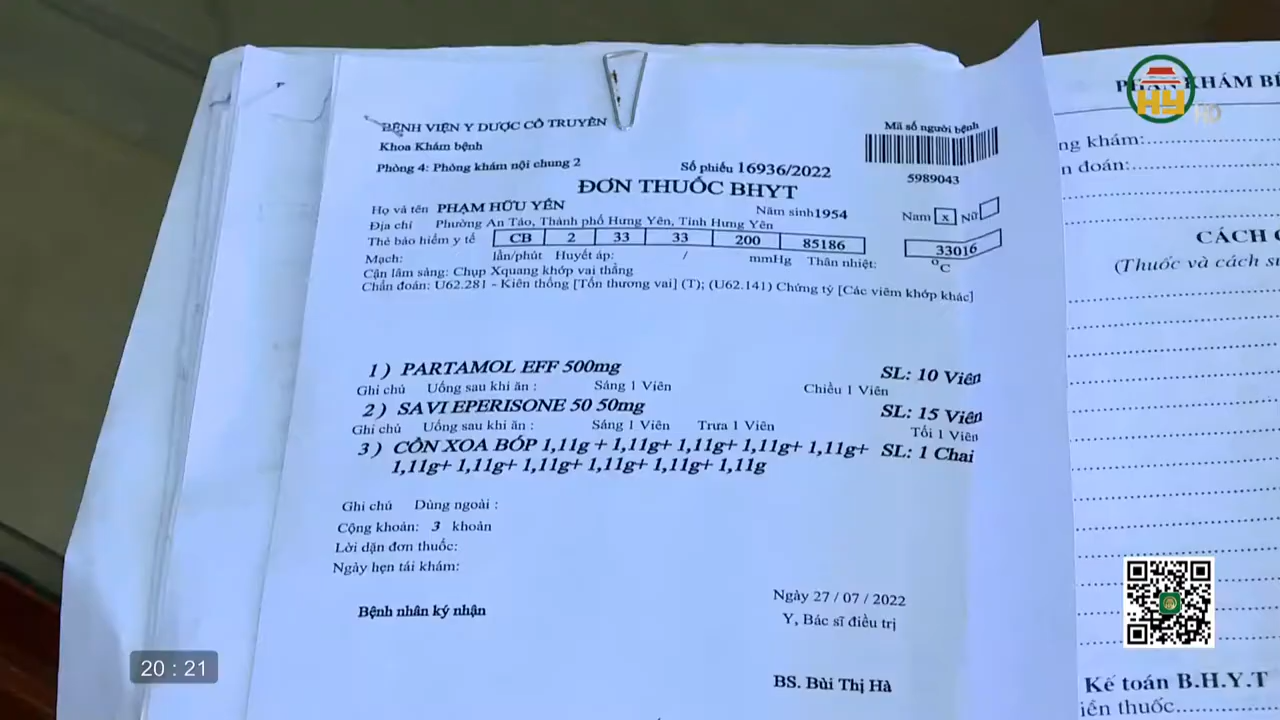 BỆNH VIỆN Y DƯỢC CỔ TRUYỀN
Khoa Khám bệnh
Phòng 4: Phòng khám nội chung 2
Số phiếu 16936/2022
Mã số người bệnh
5989043
ĐƠN THUỐC BHYT
Họ và tên PHẠM HỮU YÊN Năm sinh 1954 Nam x Nữ
Địa chỉ Phường An Tảo, Thành phố Hưng Yên, Tỉnh Hưng Yên
Thẻ bảo hiểm y tế CB 2 33 33 200 85186 33016
Mạch: lần/phút Huyết áp: / mmHg Thân nhiệt: °C
Cận lâm sàng: Chụp Xquang khớp vai thẳng
Chẩn đoán: U62.281 - Kiên thống [Tổn thương vai] (T); (U62.141) Chứng tý [Các viêm khớp khác]
1) PARTAMOL EFF 500mg SL: 10 Viên
Ghi chú Uống sau khi ăn : Sáng 1 Viên Chiều 1 Viên
2) SAVI EPERISONE 50 50mg SL: 15 Viên
Ghi chú Uống sau khi ăn : Sáng 1 Viên Trưa 1 Viên Tối 1 Viên
3) CỒN XOA BÓP 1,11g + 1,11g+ 1,11g+ 1,11g+ 1,11g+ SL: 1 Chai
1,11g+ 1,11g+ 1,11g+ 1,11g+ 1,11g+ 1,11g
Ghi chú Dùng ngoài :
Cộng khoản: 3 khoản
Lời dặn đơn thuốc:
Ngày hẹn tái khám:
Ngày 27 / 07 / 2022
Bệnh nhân ký nhận
Y, Bác sĩ điều trị
BS. Bùi Thị Hà
20 : 21
KHÁM
HY
HD
khám:
đoán:
CÁCH
(Thuốc và cách
Kế toán B.H.Y.T
thuốc